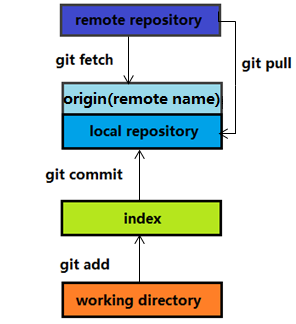 remote repository
git fetch
git pull
origin(remote name)
local repository
git commit
index
git add
working directory